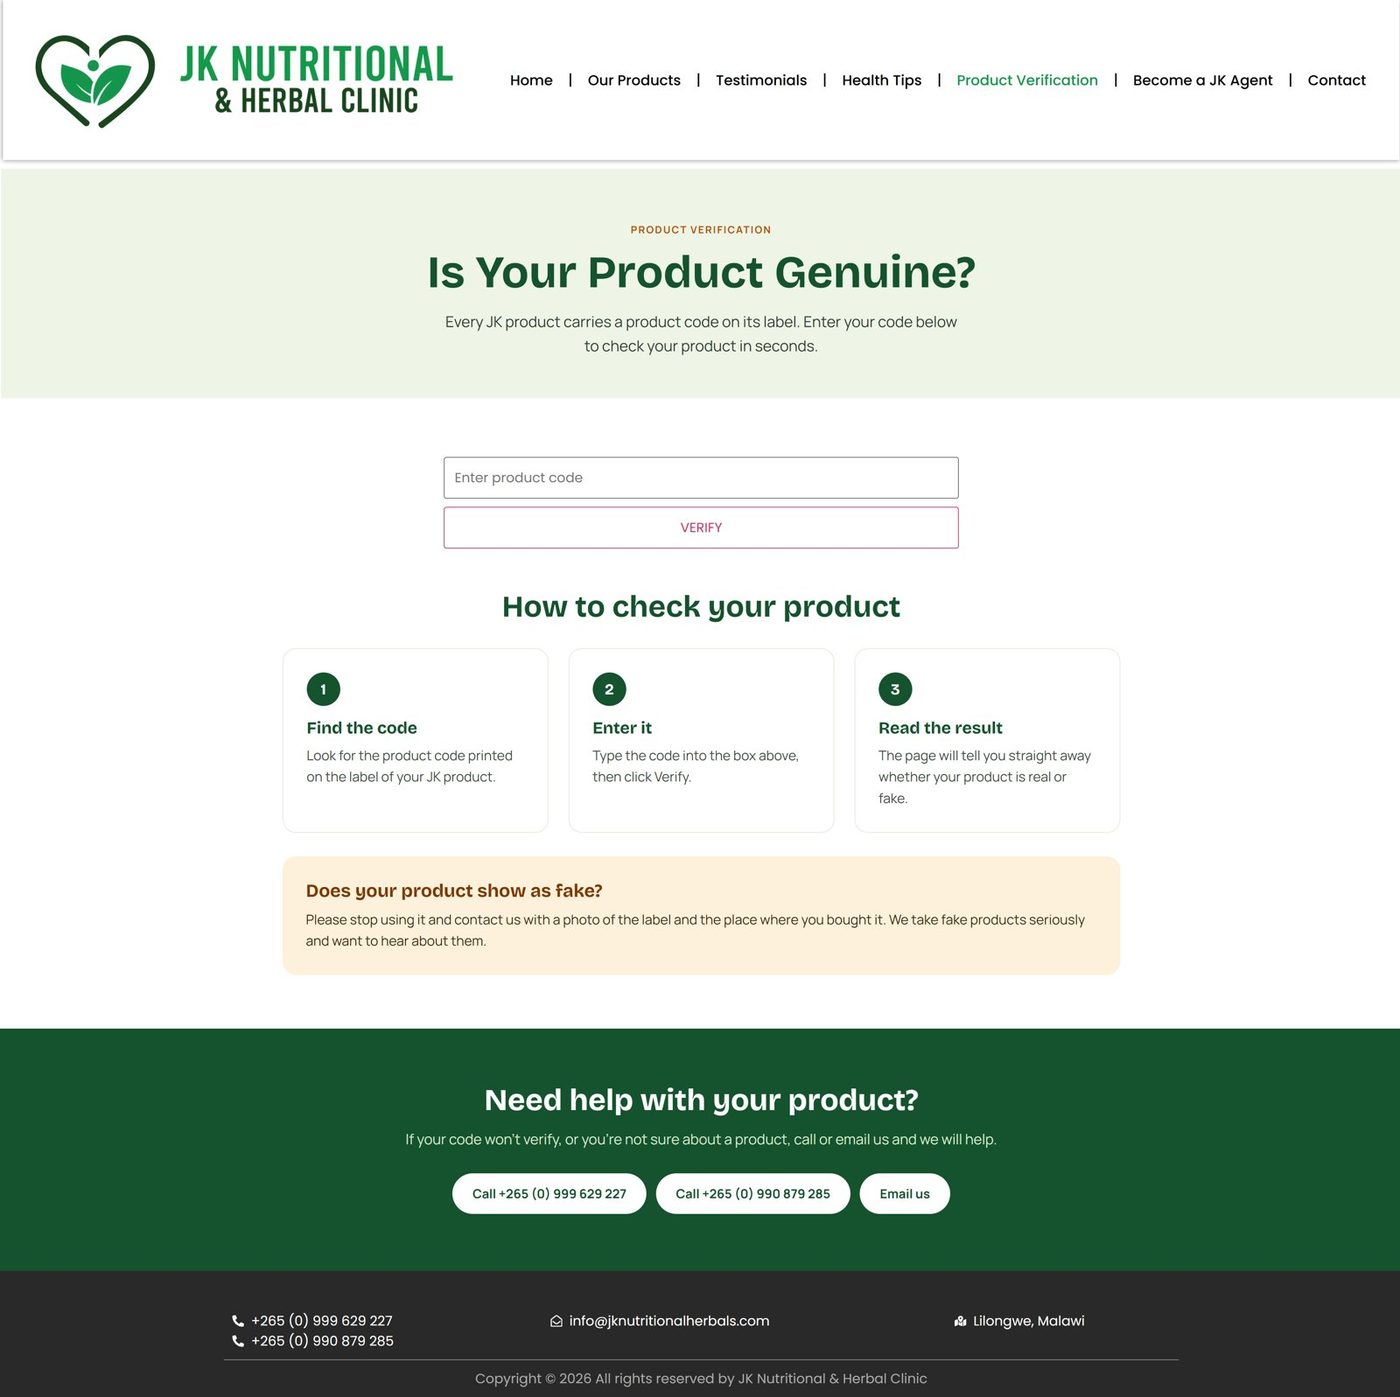 JK NUTRITIONAL
& HERBAL CLINIC
Home | Our Products | Testimonials | Health Tips | Product Verification | Become a JK Agent | Contact
PRODUCT VERIFICATION
Is Your Product Genuine?
Every JK product carries a product code on its label. Enter your code below
to check your product in seconds.
Enter product code
VERIFY
How to check your product
1
Find the code
Look for the product code printed
on the label of your JK product.
2
Enter it
Type the code into the box above,
then click Verify.
3
Read the result
The page will tell you straight away
whether your product is real or
fake.
Does your product show as fake?
Please stop using it and contact us with a photo of the label and the place where you bought it. We take fake products seriously
and want to hear about them.
Need help with your product?
If your code won't verify, or you're not sure about a product, call or email us and we will help.
Call +265 (0) 999 629 227
Call +265 (0) 990 879 285
Email us
+265 (0) 999 629 227
+265 (0) 990 879 285
info@jknutritionalherbals.com
Lilongwe, Malawi
Copyright © 2026 All rights reserved by JK Nutritional & Herbal Clinic